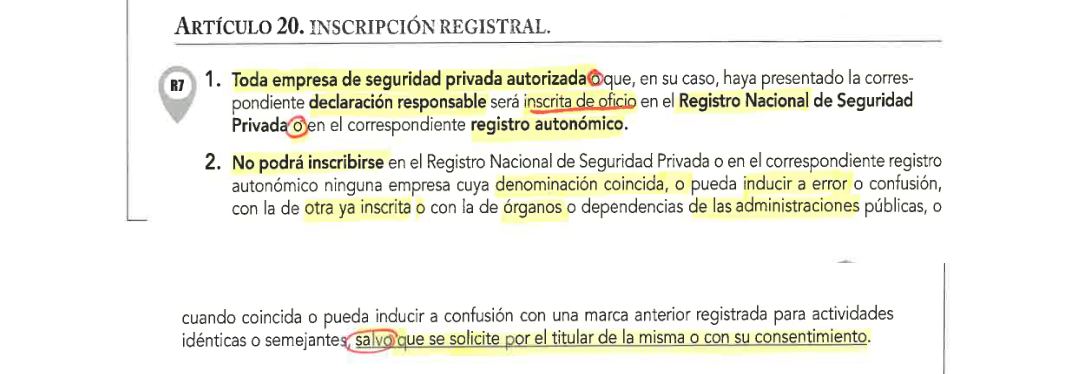 ARTÍCULO 20. INSCRIPCIÓN REGISTRAL.
R7
1. Toda empresa de seguridad privada autorizada o que, en su caso, haya presentado la corres-
pondiente declaración responsable será inscrita de oficio en el Registro Nacional de Seguridad
Privada o en el correspondiente registro autonómico.
2. No podrá inscribirse en el Registro Nacional de Seguridad Privada o en el correspondiente registro
autonómico ninguna empresa cuya denominación coincida, o pueda inducir a error o confusión,
con la de otra ya inscrita o con la de órganos o dependencias de las administraciones públicas, o
cuando coincida o pueda inducir a confusión con una marca anterior registrada para actividades
idénticas o semejantes, salvo que se solicite por el titular de la misma o con su consentimiento.